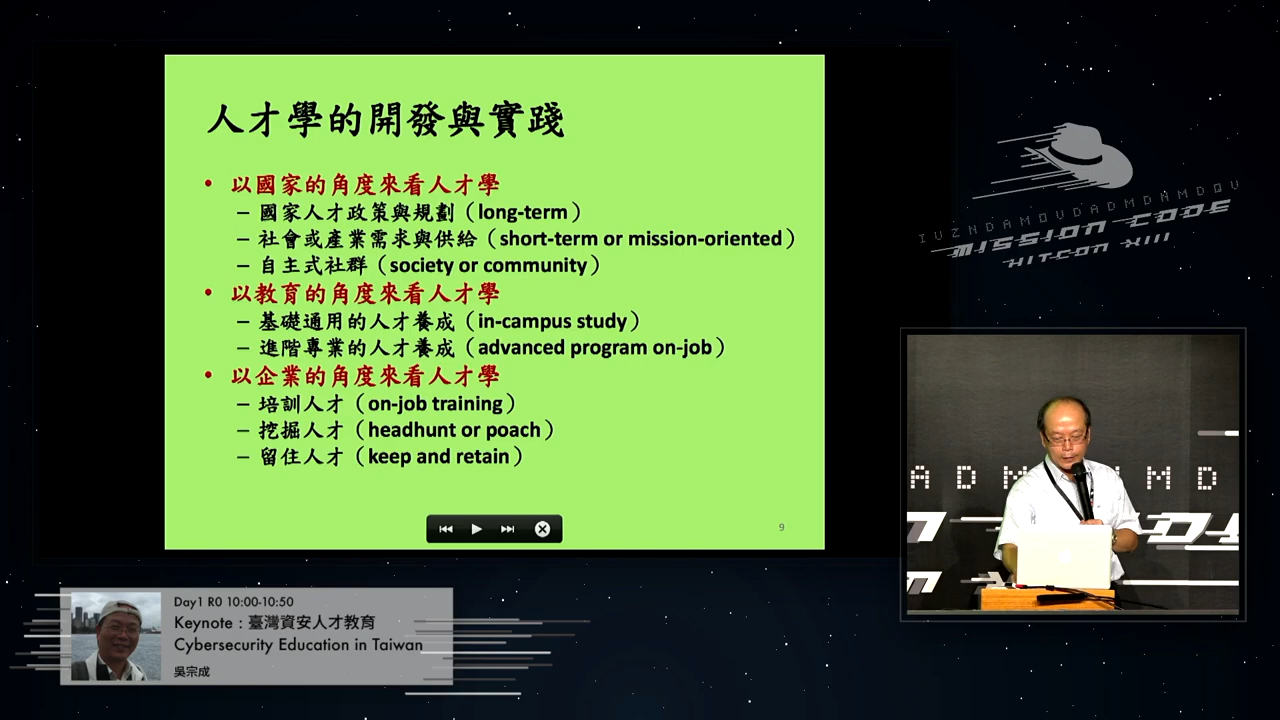 人才學的開發與實踐
• 以國家的角度來看人才學
– 國家人才政策與規劃（long-term）
– 社會或產業需求與供給（short-term or mission-oriented）
– 自主式社群（society or community）
• 以教育的角度來看人才學
– 基礎通用的人才養成（in-campus study）
– 進階專業的人才養成（advanced program on-job）
• 以企業的角度來看人才學
– 培訓人才（on-job training）
– 挖掘人才（headhunt or poach）
– 留住人才（keep and retain）
9
IVZNDAMOVDADMDNMDQV
MISSION CODE
HITCON XIII
Day1 R0 10:00-10:50
Keynote：臺灣資安人才教育
Cybersecurity Education in Taiwan
吳宗成